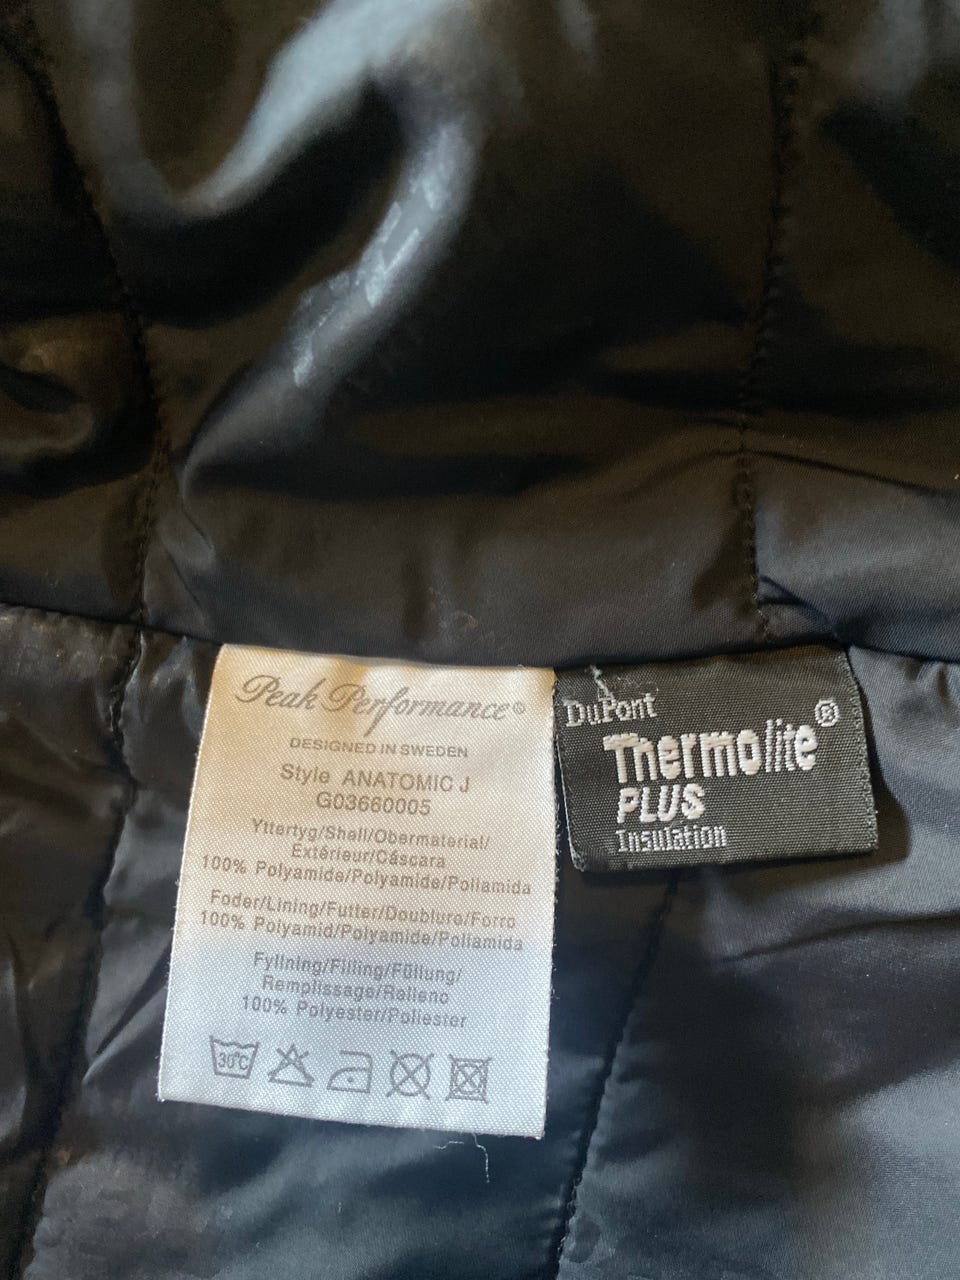 Peak Performance®
DESIGNED IN SWEDEN
Style ANATOMIC J
G03660005
Yttertyg/Shell/Obermaterial/
Extérieur/Cáscara
100% Polyamide/Polyamide/Poliamida
Foder/Lining/Futter/Doublure/Forro
100% Polyamid/Polyamide/Poliamida
Fyllning/Filling/Füllung/
Remplissage/Relleno
100% Polyester/Poliester
30°C
DuPont
Thermolite®
PLUS
Insulation